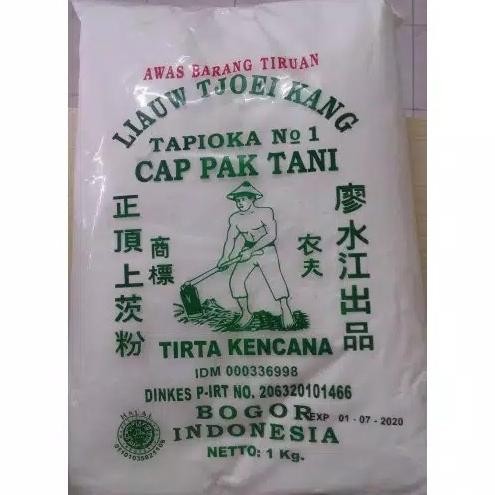 AWAS BARANG TIRUAN
LIAUW TJOEI KANG
TAPIOKA No 1
CAP PAK TANI
正頂上茨粉
商標
农夫
廖水江出品
TIRTA KENCANA
IDM 000336998
DINKES P-IRT NO. 206320101466
BOGOR
EXP 01 - 07 - 2020
INDONESIA
NETTO: 1 Kg.
HALAL